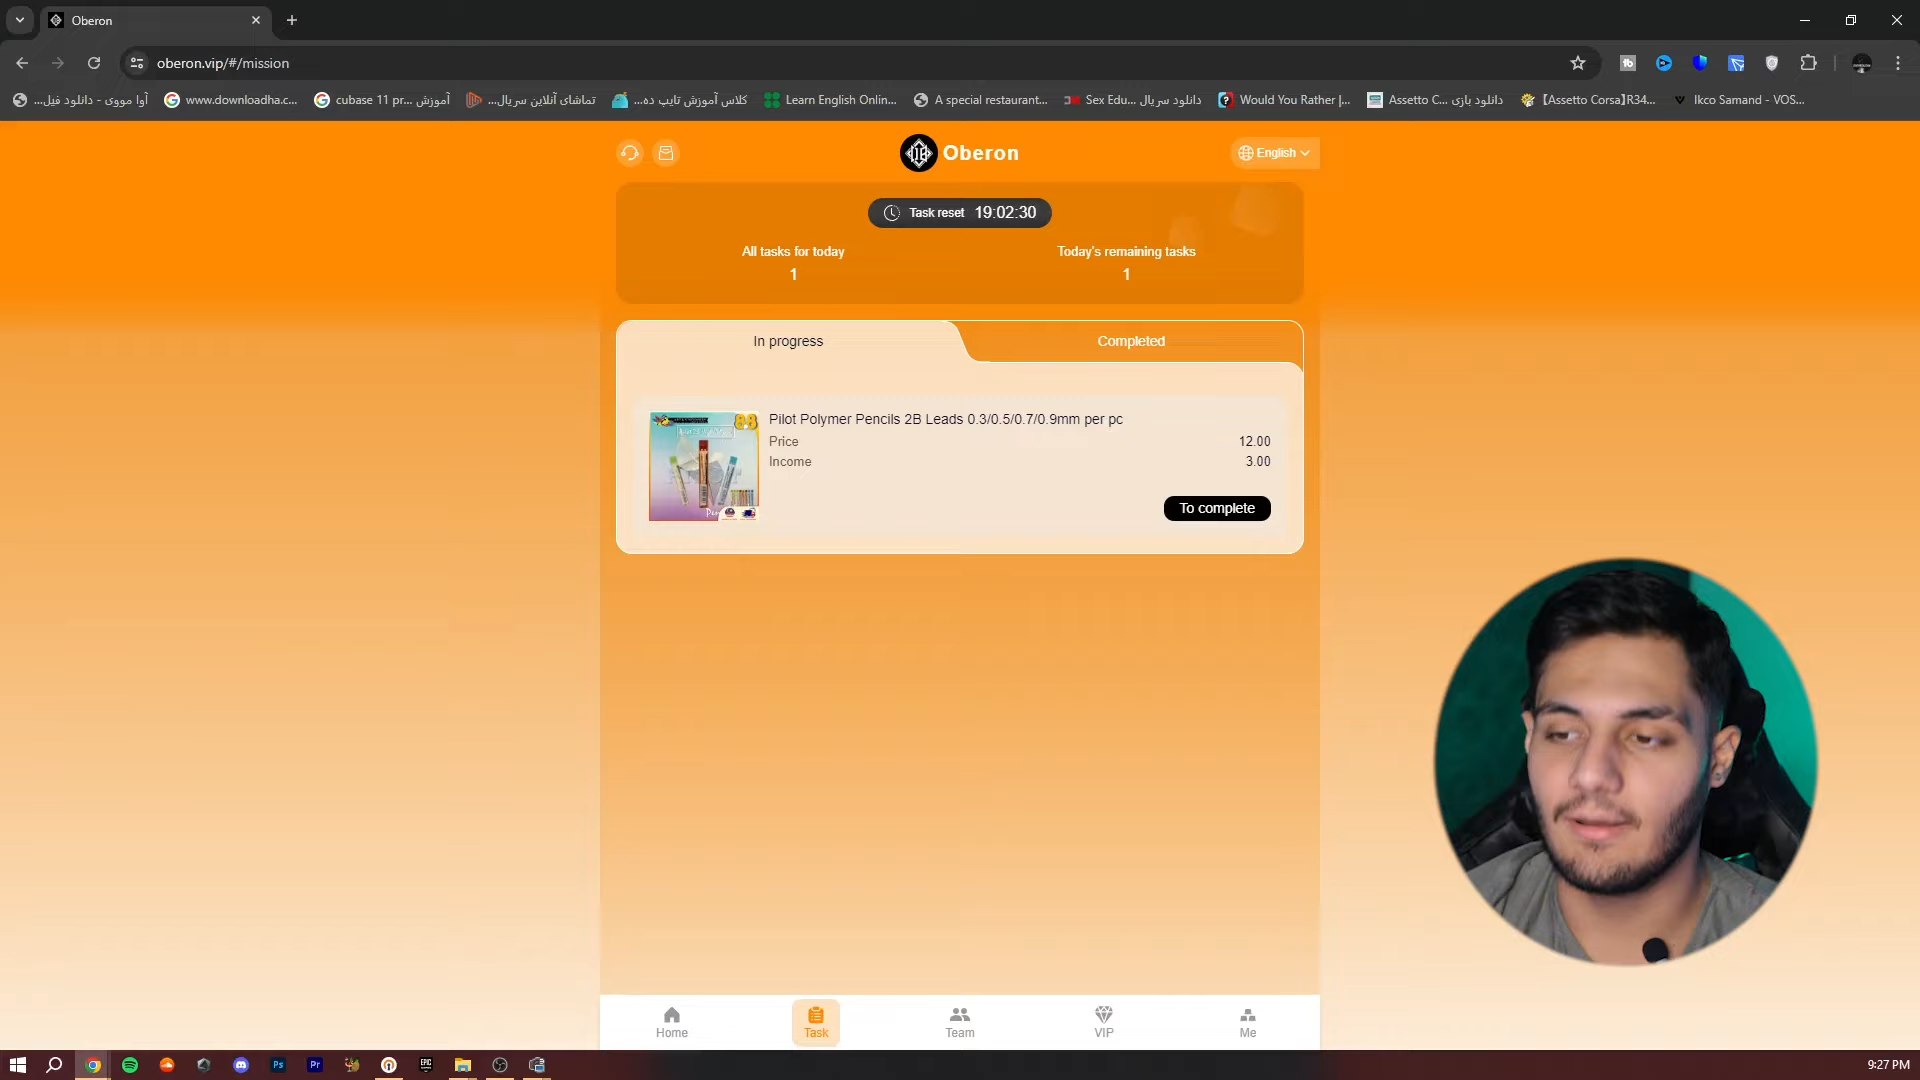 Oberon
oberon.vip/#/mission
آوا مووی - دانلود فیل...
www.downloadha.c...
آموزش cubase 11 pr...
تماشای آنلاین سریال...
کلاس آموزش تایپ ده...
Learn English Onlin...
A special restaurant...
دانلود سریال Sex Edu...
Would You Rather |...
دانلود بازی Assetto C...
【Assetto Corsa】R34...
Ikco Samand - VOS...
Oberon
English
Task reset 19:02:30
All tasks for today
1
Today's remaining tasks
1
In progress
Completed
88
Pilot Polymer Pencils 2B Leads 0.3/0.5/0.7/0.9mm per pc
Price 12.00
Income 3.00
To complete
Home
Task
Team
VIP
Me
Ps
Pr
EPIC
9:27 PM